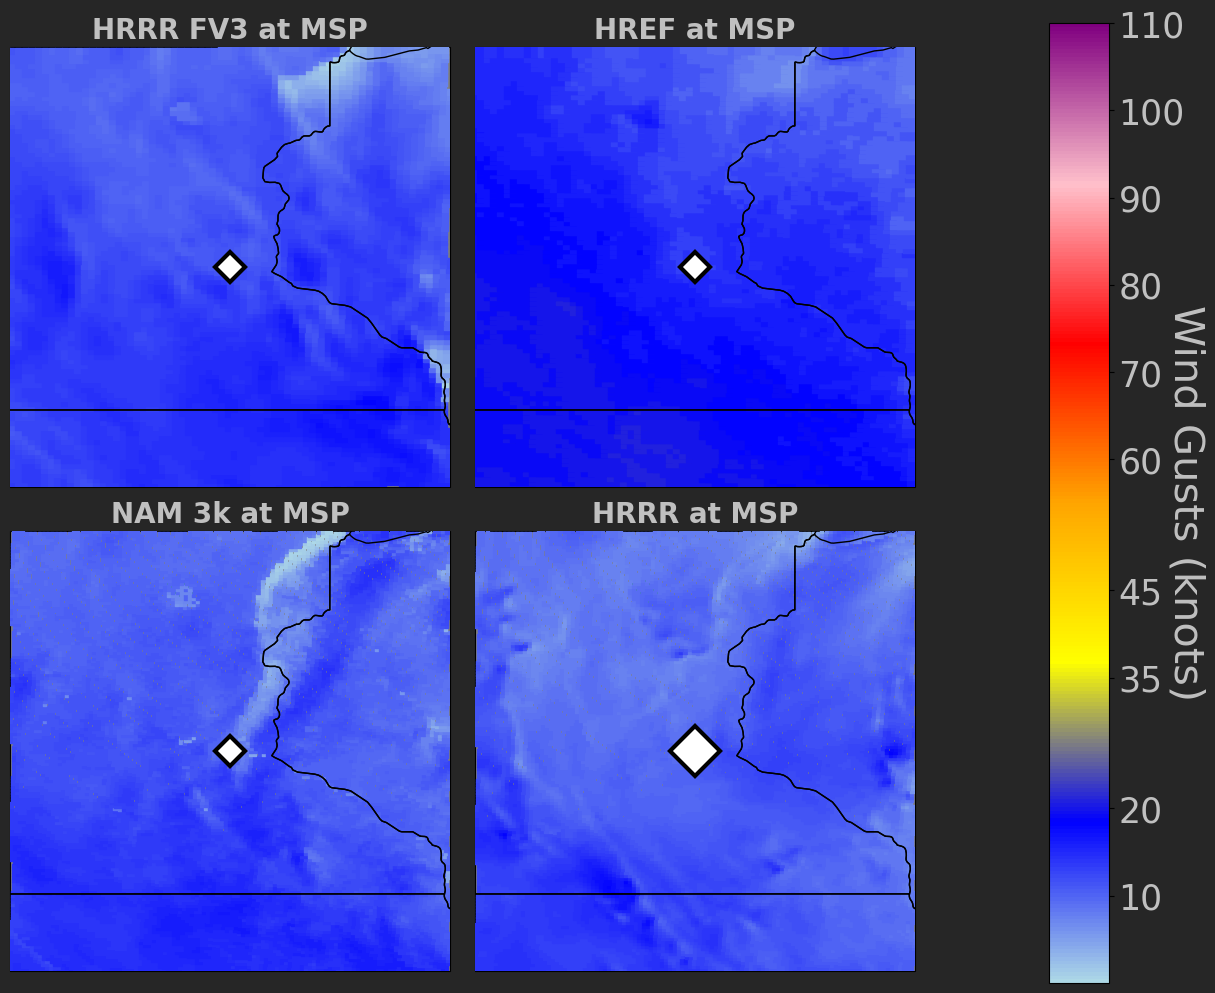 HRRR FV3 at MSP
HREF at MSP
NAM 3k at MSP
HRRR at MSP
110
100
90
80
70
60
45
35
20
10
Wind Gusts (knots)